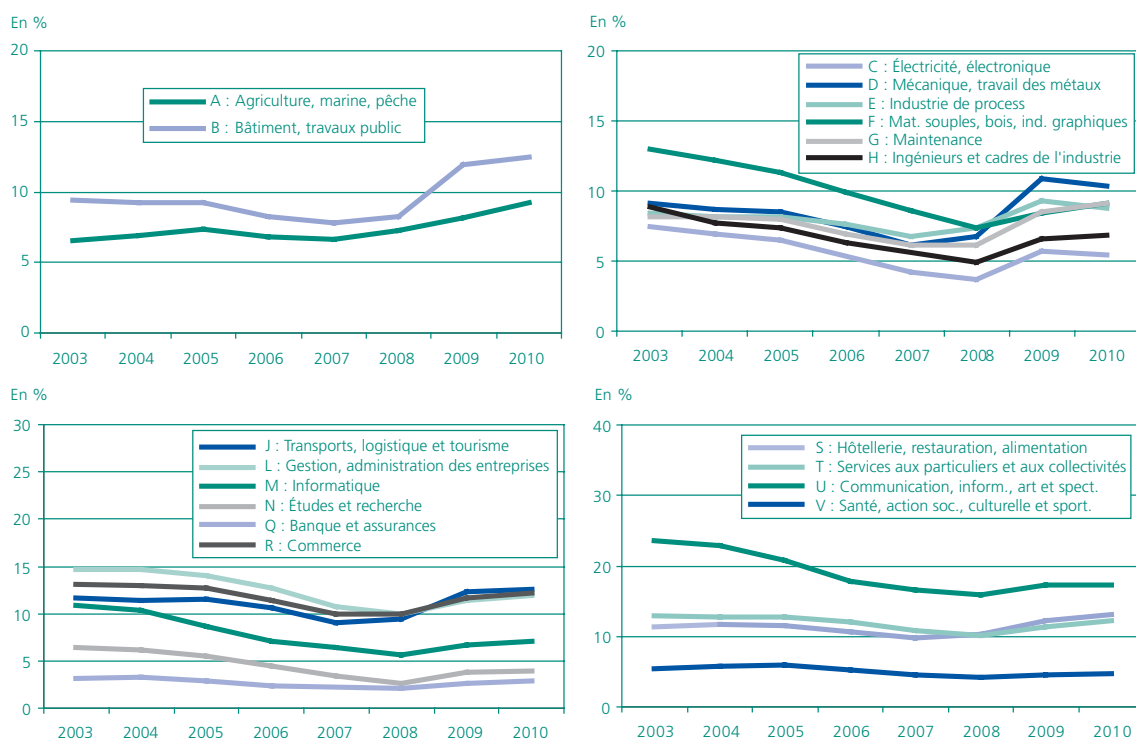 En %
20
15
10
5
0
A : Agriculture, marine, pêche
B : Bâtiment, travaux public
2003 2004 2005 2006 2007 2008 2009 2010
En %
20
15
10
5
0
C : Électricité, électronique
D : Mécanique, travail des métaux
E : Industrie de process
F : Mat. souples, bois, ind. graphiques
G : Maintenance
H : Ingénieurs et cadres de l'industrie
2003 2004 2005 2006 2007 2008 2009 2010
En %
30
25
20
15
10
5
0
J : Transports, logistique et tourisme
L : Gestion, administration des entreprises
M : Informatique
N : Études et recherche
Q : Banque et assurances
R : Commerce
2003 2004 2005 2006 2007 2008 2009 2010
En %
40
30
20
10
0
S : Hôtellerie, restauration, alimentation
T : Services aux particuliers et aux collectivités
U : Communication, inform., art et spect.
V : Santé, action soc., culturelle et sport.
2003 2004 2005 2006 2007 2008 2009 2010